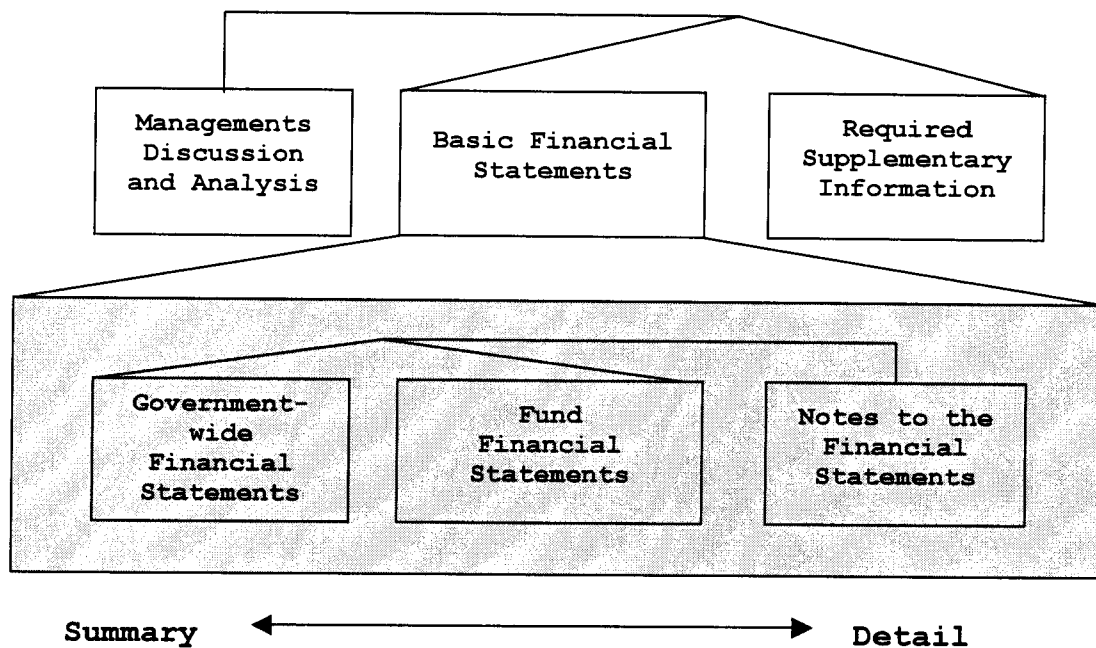 Managements
Discussion
and Analysis
Basic Financial
Statements
Required
Supplementary
Information
Government-
wide
Financial
Statements
Fund
Financial
Statements
Notes to the
Financial
Statements
Summary
Detail